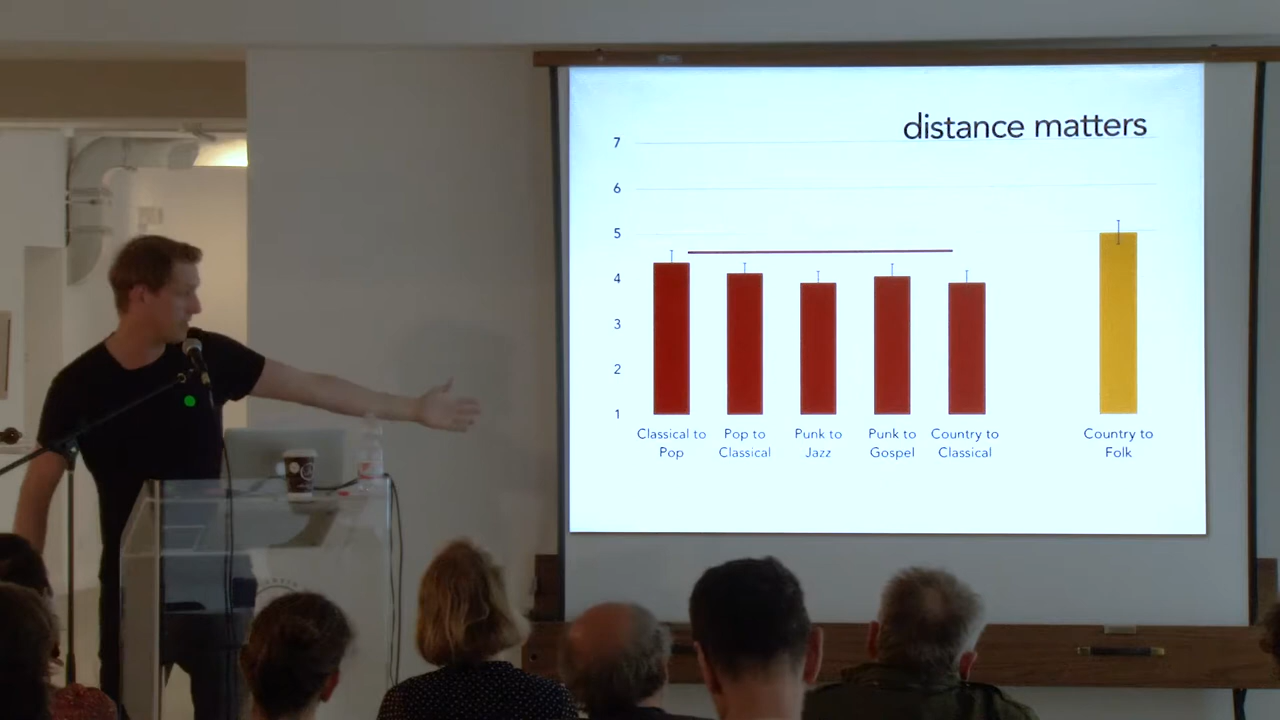 distance matters
7
6
5
4
3
2
1
Classical to
Pop
Pop to
Classical
Punk to
Jazz
Punk to
Gospel
Country to
Classical
Country to
Folk